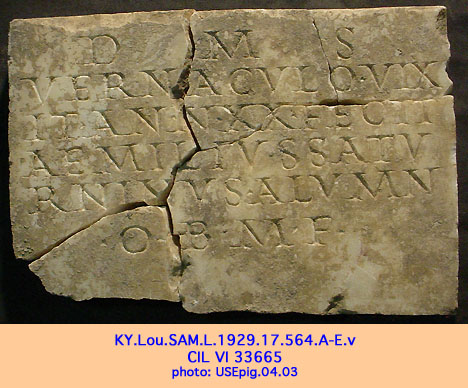 D M S
VERNACVLO·VIX
IT ANN·XX·FECIT
AEMILIVS SATV
RNINVS·ALVMN
O·B·M·F·
KY.Lou.SAM.L.1929.17.564.A-E.v
CIL VI 33665
photo: USEpig.04.03